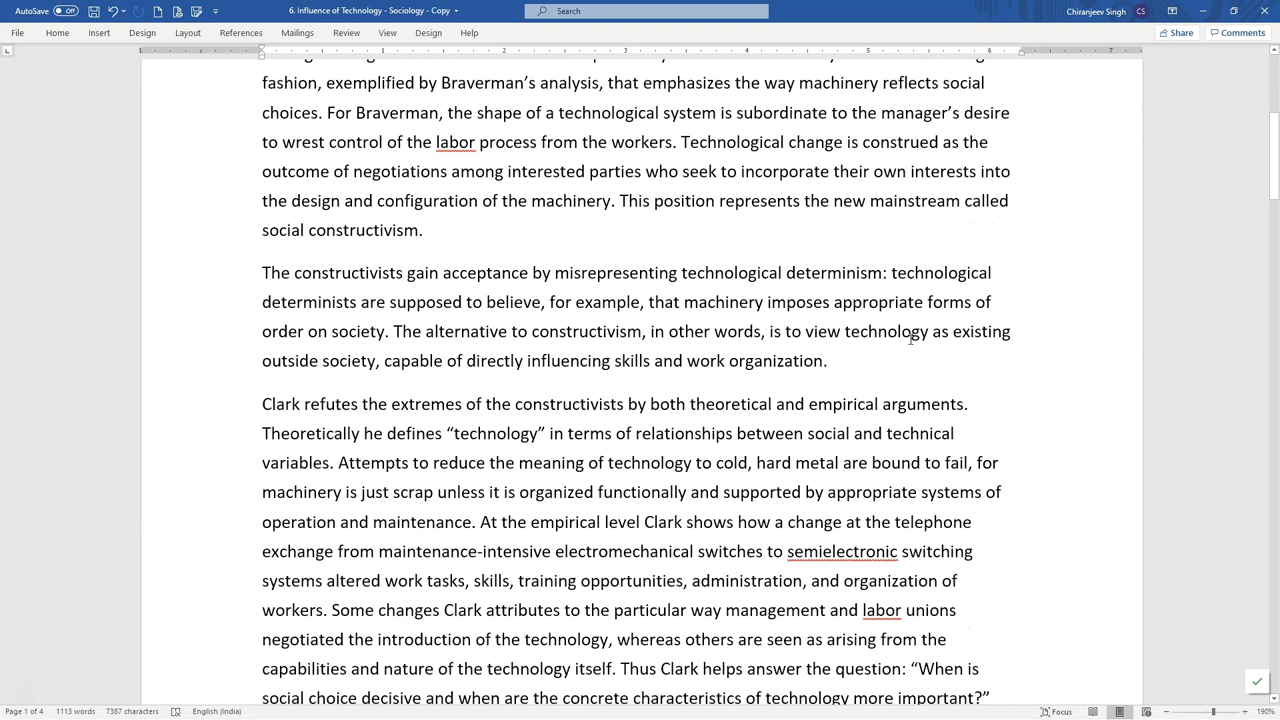 AutoSave Off 6. Influence of Technology - Sociology - Copy Search Chiranjeev Singh CS
File Home Insert Design Layout References Mailings Review View Design Help Share Comments
1 1 2 3 4 5 6 7
fashion, exemplified by Braverman’s analysis, that emphasizes the way machinery reflects social
choices. For Braverman, the shape of a technological system is subordinate to the manager’s desire
to wrest control of the labor process from the workers. Technological change is construed as the
outcome of negotiations among interested parties who seek to incorporate their own interests into
the design and configuration of the machinery. This position represents the new mainstream called
social constructivism.
The constructivists gain acceptance by misrepresenting technological determinism: technological
determinists are supposed to believe, for example, that machinery imposes appropriate forms of
order on society. The alternative to constructivism, in other words, is to view technology as existing
outside society, capable of directly influencing skills and work organization.
Clark refutes the extremes of the constructivists by both theoretical and empirical arguments.
Theoretically he defines “technology” in terms of relationships between social and technical
variables. Attempts to reduce the meaning of technology to cold, hard metal are bound to fail, for
machinery is just scrap unless it is organized functionally and supported by appropriate systems of
operation and maintenance. At the empirical level Clark shows how a change at the telephone
exchange from maintenance-intensive electromechanical switches to semielectronic switching
systems altered work tasks, skills, training opportunities, administration, and organization of
workers. Some changes Clark attributes to the particular way management and labor unions
negotiated the introduction of the technology, whereas others are seen as arising from the
capabilities and nature of the technology itself. Thus Clark helps answer the question: “When is
social choice decisive and when are the concrete characteristics of technology more important?”
Page 1 of 4 1113 words 7387 characters English (India) Focus 190%